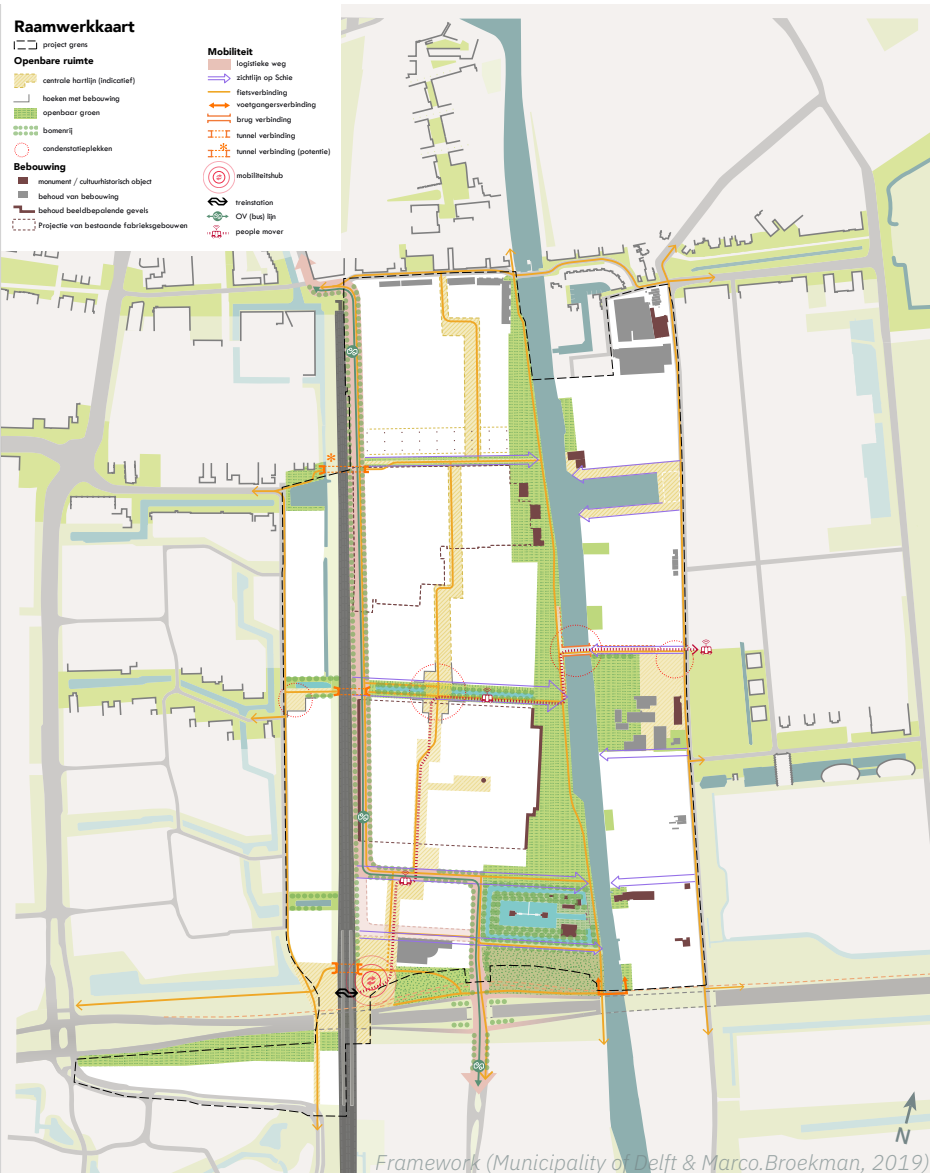 Raamwerkkaart
project grens
Openbare ruimte
centrale hartlijn (indicatief)
hoeken met bebouwing
openbaar groen
bomenrij
condenstatieplekken
Bebouwing
monument / cultuurhistorisch object
behoud van bebouwing
behoud beeldbepalende gevels
Projectie van bestaande fabrieksgebouwen
Mobiliteit
logistieke weg
zichtlijn op Schie
fietsverbinding
voetgangersverbinding
brug verbinding
tunnel verbinding
tunnel verbinding (potentie)
mobiliteitshub
treinstation
OV (bus) lijn
people mover
N
Framework (Municipality of Delft & Marco.Broekman, 2019)